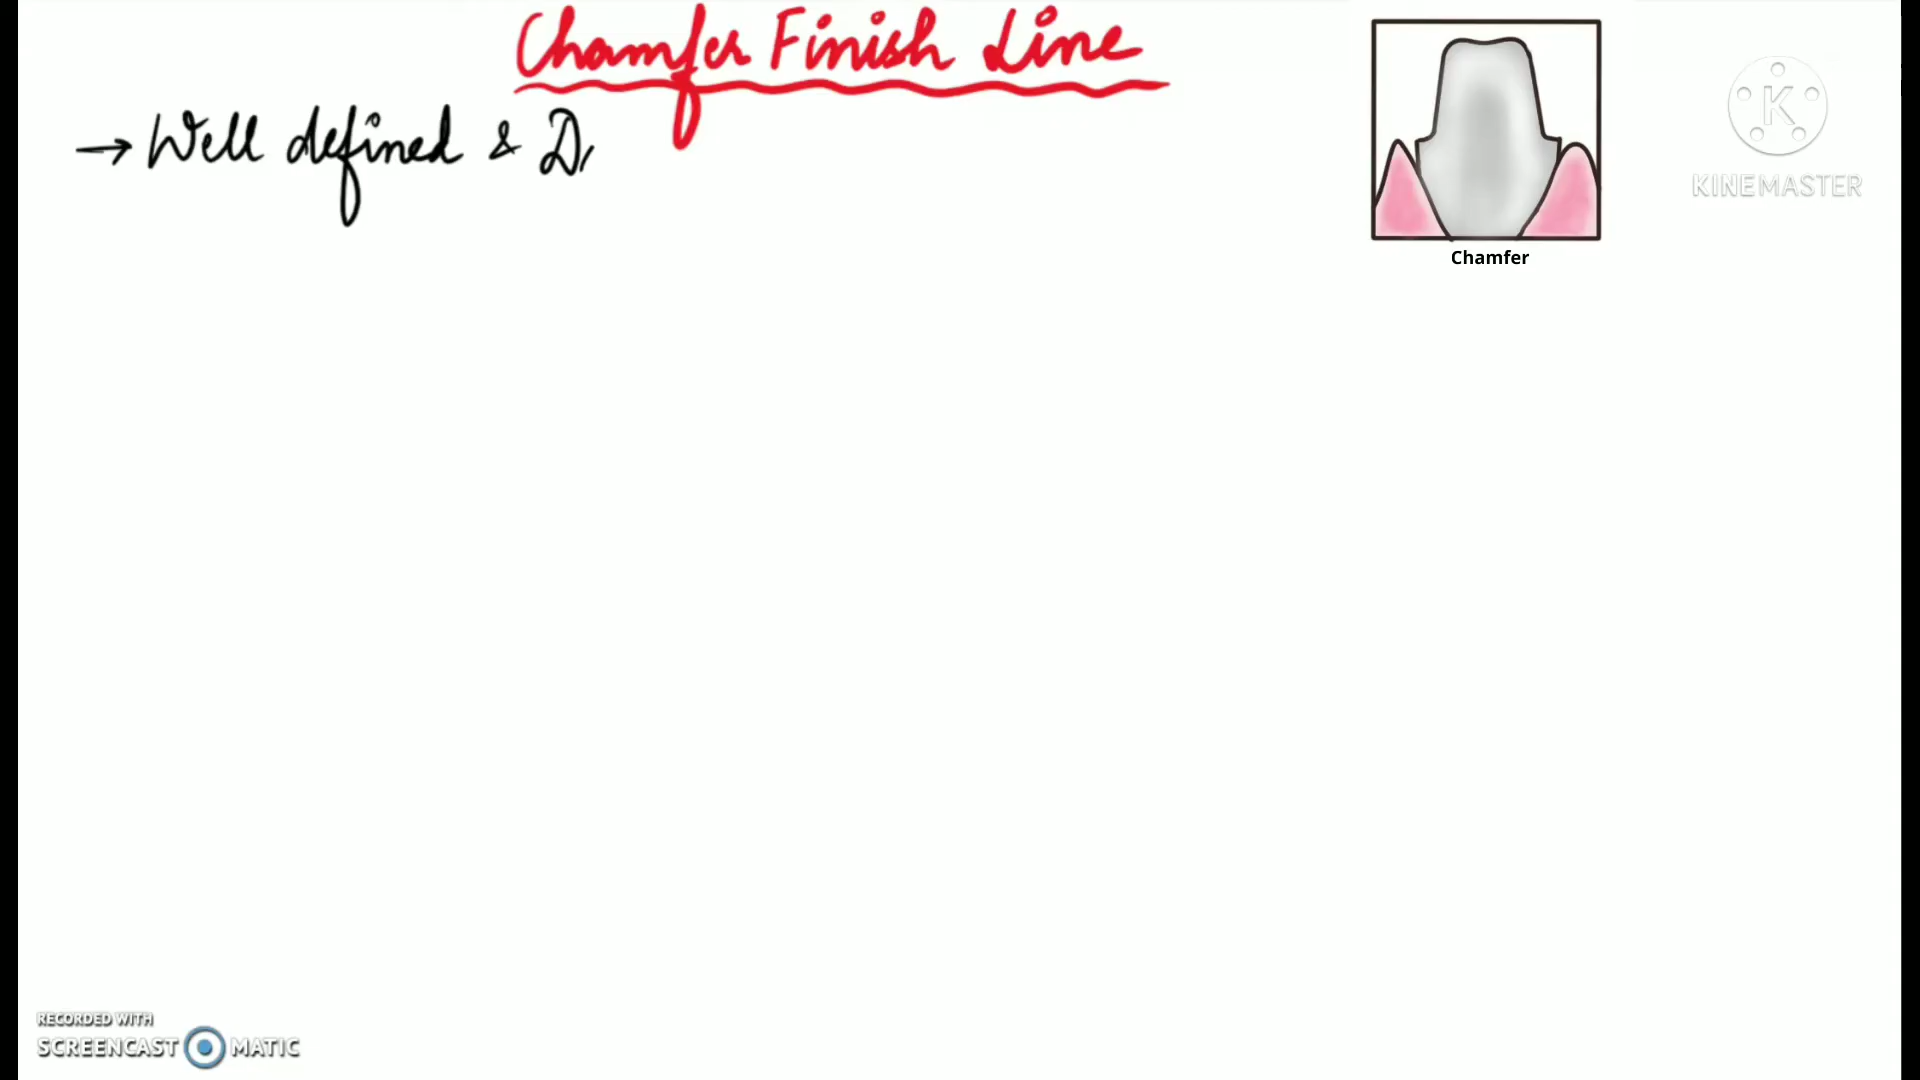 Chamfer Finish Line
→ Well defined & D
Chamfer
K
KINEMASTER
RECORDED WITH
SCREENCAST MATIC